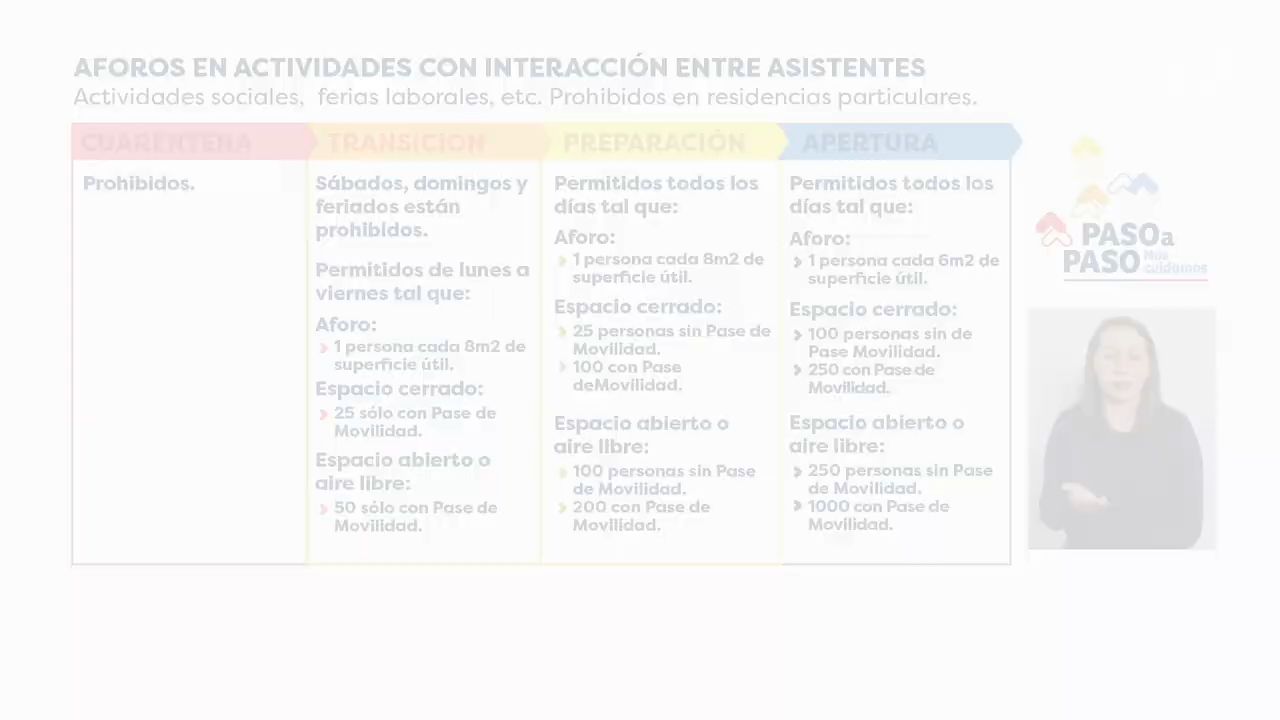 AFOROS EN ACTIVIDADES CON INTERACCIÓN ENTRE ASISTENTES
Actividades sociales, ferias laborales, etc. Prohibidos en residencias particulares.
CUARENTENA
Prohibidos.
TRANSICION
Sábados, domingos y
feriados están
prohibidos.
Permitidos de lunes a
viernes tal que:
Aforo:
1 persona cada 8m2 de
superficie útil.
Espacio cerrado:
25 sólo con Pase de
Movilidad.
Espacio abierto o
aire libre:
50 sólo con Pase de
Movilidad.
PREPARACIÓN
Permitidos todos los
días tal que:
Aforo:
1 persona cada 8m2 de
superficie útil.
Espacio cerrado:
25 personas sin Pase de
Movilidad.
100 con Pase
deMovilidad.
Espacio abierto o
aire libre:
100 personas sin Pase
de Movilidad.
200 con Pase de
Movilidad.
APERTURA
Permitidos todos los
días tal que:
Aforo:
1 persona cada 6m2 de
superficie útil.
Espacio cerrado:
100 personas sin de
Pase Movilidad.
250 con Pase de
Movilidad.
Espacio abierto o
aire libre:
250 personas sin Pase
de Movilidad.
1000 con Pase de
Movilidad.
PASO a
PASO Nos
cuidamos